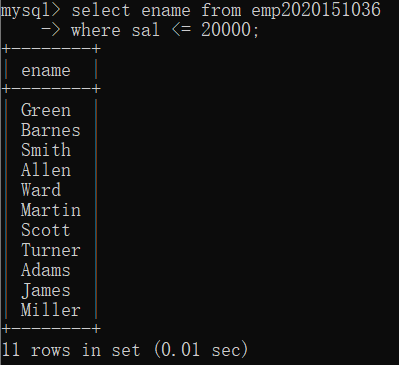 mysql> select ename from emp2020151036
    -> where sal <= 20000;
+--------+
| ename  |
+--------+
| Green  |
| Barnes |
| Smith  |
| Allen  |
| Ward   |
| Martin |
| Scott  |
| Turner |
| Adams  |
| James  |
| Miller |
+--------+
11 rows in set (0.01 sec)